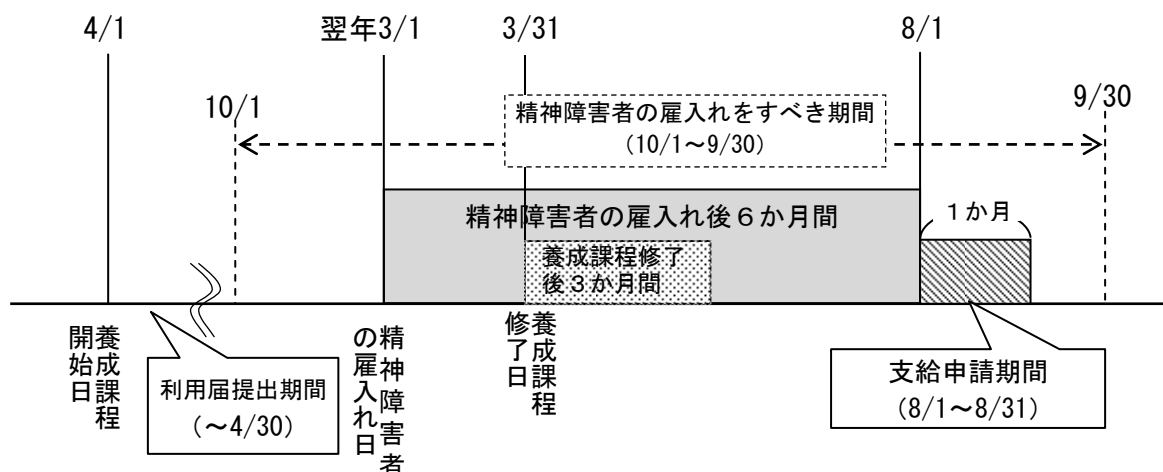 4/1
翌年3/1
3/31
8/1
10/1
9/30
精神障害者の雇入れをすべき期間
(10/1～9/30)
精神障害者の雇入れ後６か月間
１か月
養成課程修了
後３か月間
養成課程
開始日
利用届提出期間
(～4/30)
精神障害者
の雇入れ日
養成課程
修了日
支給申請期間
(8/1～8/31)